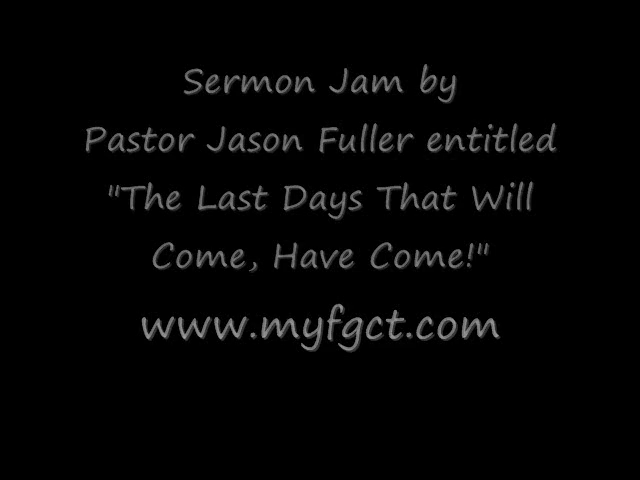 Sermon Jam by
Pastor Jason Fuller entitled
"The Last Days That Will
Come, Have Come!"
www.myfgct.com